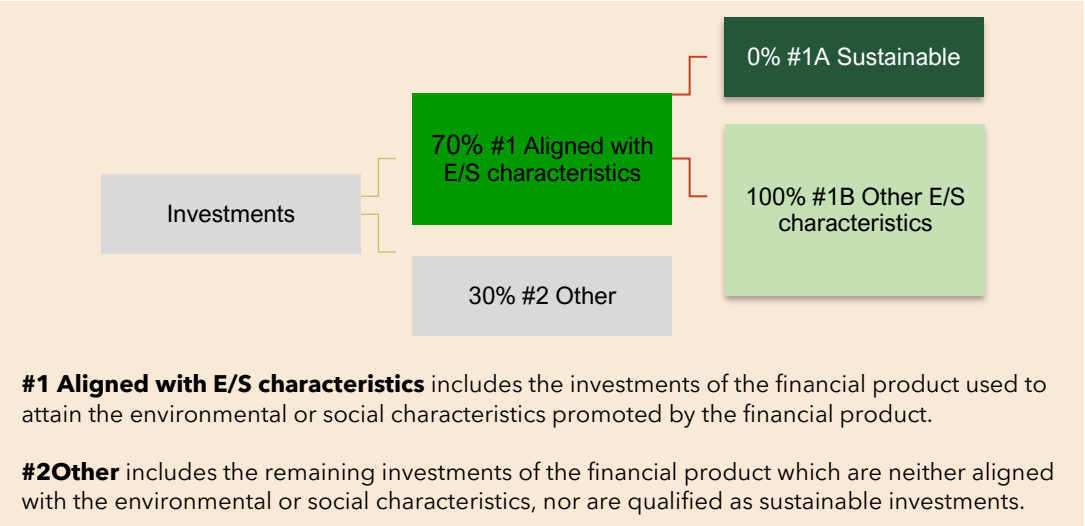 0% #1A Sustainable
70% #1 Aligned with
E/S characteristics
Investments
100% #1B Other E/S
characteristics
30% #2 Other
#1 Aligned with E/S characteristics includes the investments of the financial product used to
attain the environmental or social characteristics promoted by the financial product.
#2Other includes the remaining investments of the financial product which are neither aligned
with the environmental or social characteristics, nor are qualified as sustainable investments.